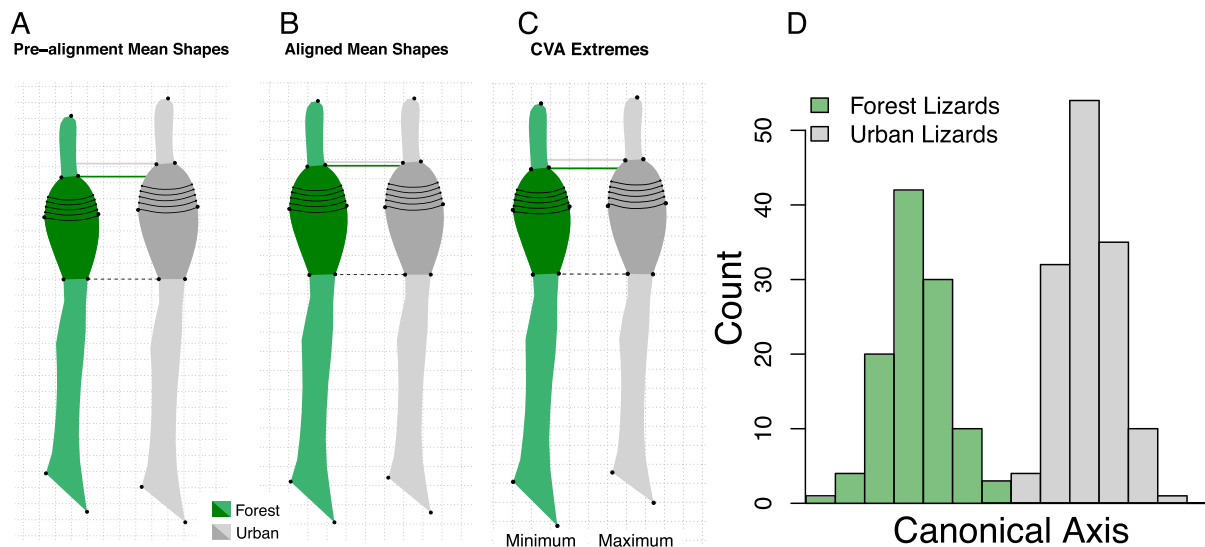 A
Pre–alignment Mean Shapes
Forest
Urban
B
Aligned Mean Shapes
C
CVA Extremes
Minimum
Maximum
D
Forest Lizards
Urban Lizards
Count
0
10
20
30
40
50
Canonical Axis